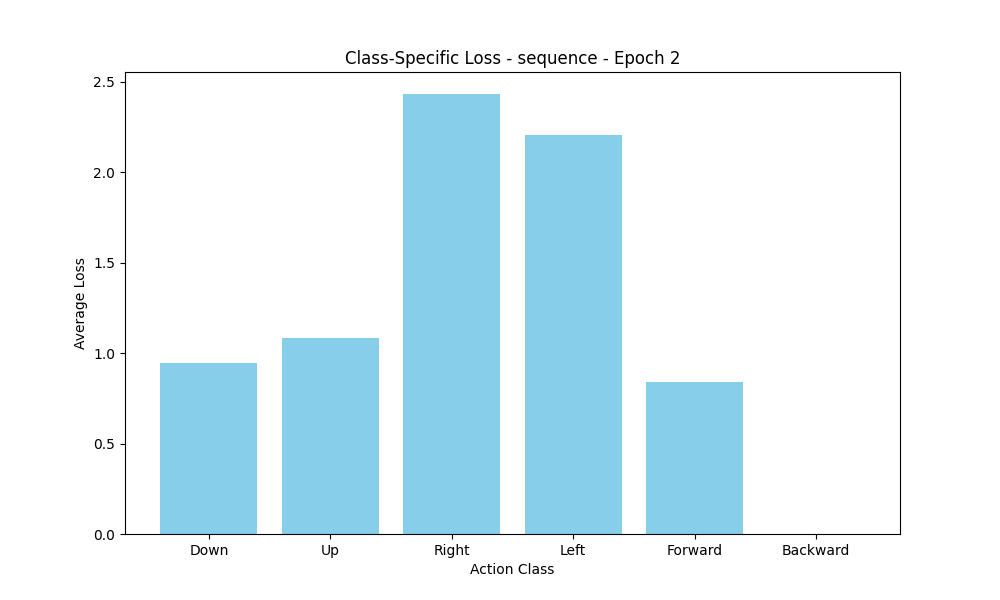 Class-Specific Loss - sequence - Epoch 2
2.5
2.0
1.5
1.0
0.5
0.0
Average Loss
Down Up Right Left Forward Backward
Action Class